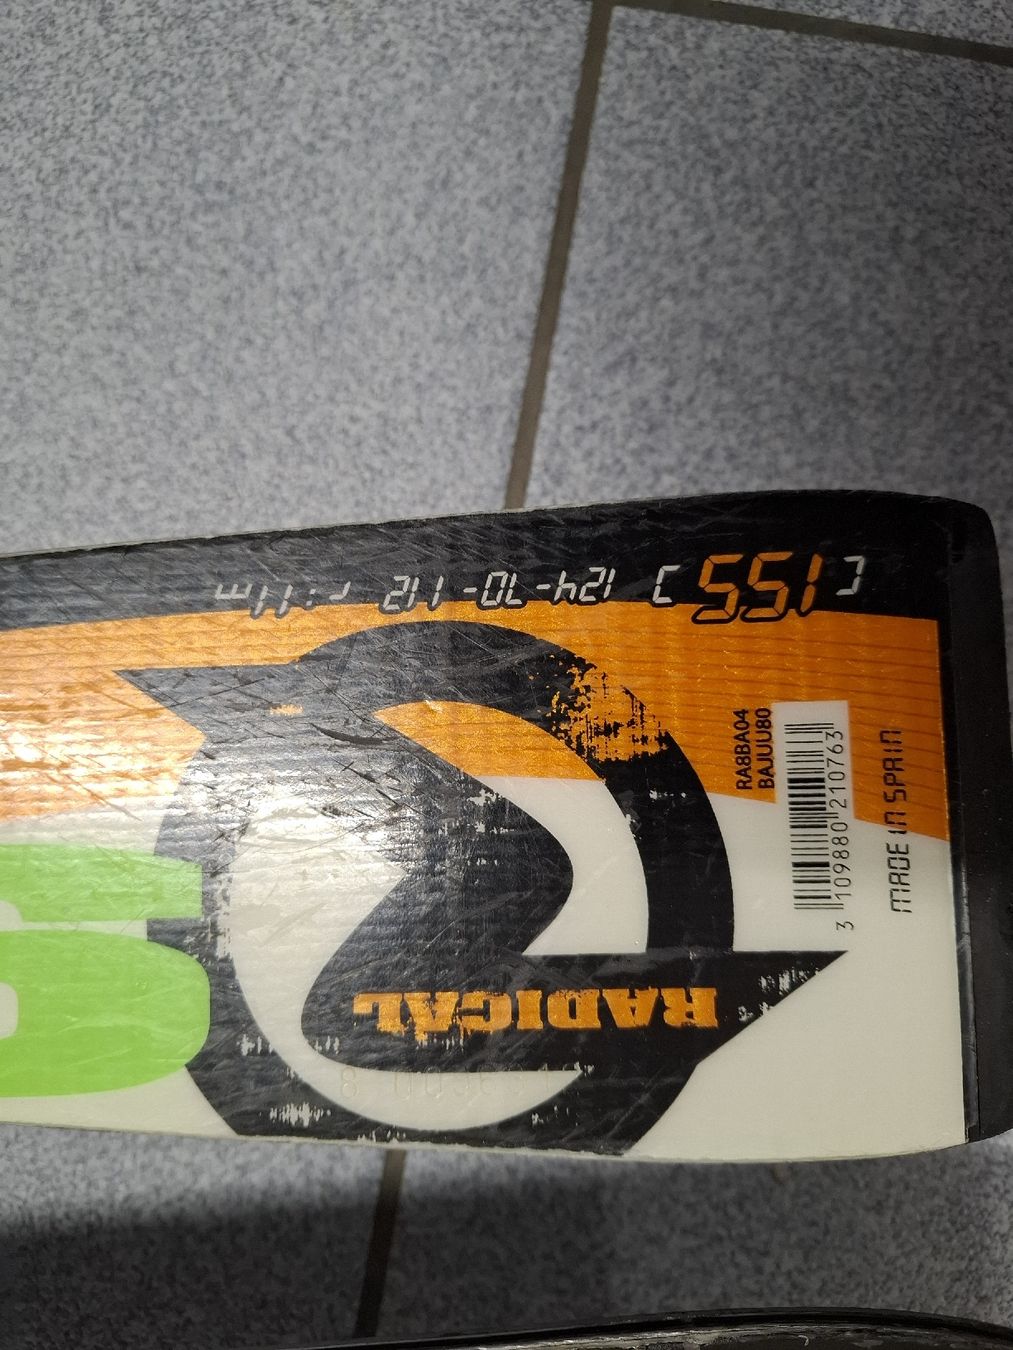 [155] 124-70-112 r:11m
RADICAL
RA8BA04
BAJUU80
3 109880 210763
MADE IN SPAIN